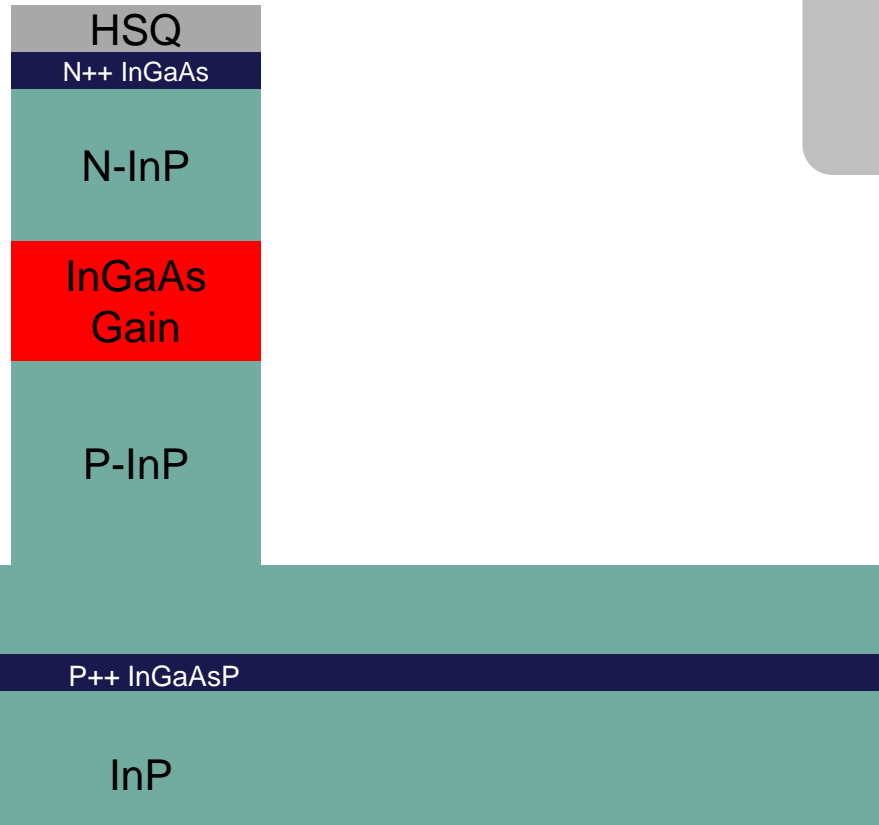 HSQ
N++ InGaAs
N-InP
InGaAs
Gain
P-InP
P++ InGaAsP
InP